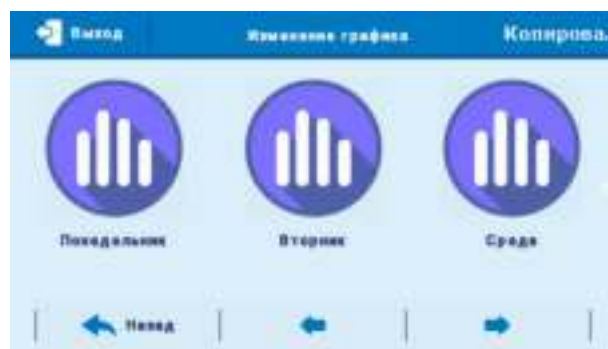 Выход
Изменение графика
Копирова
Понедельник
Вторник
Среда
Назад